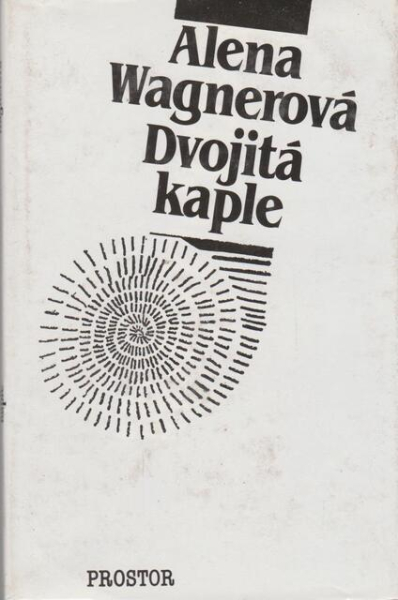 Alena
Wagnerová
Dvojitá
kaple
PROSTOR